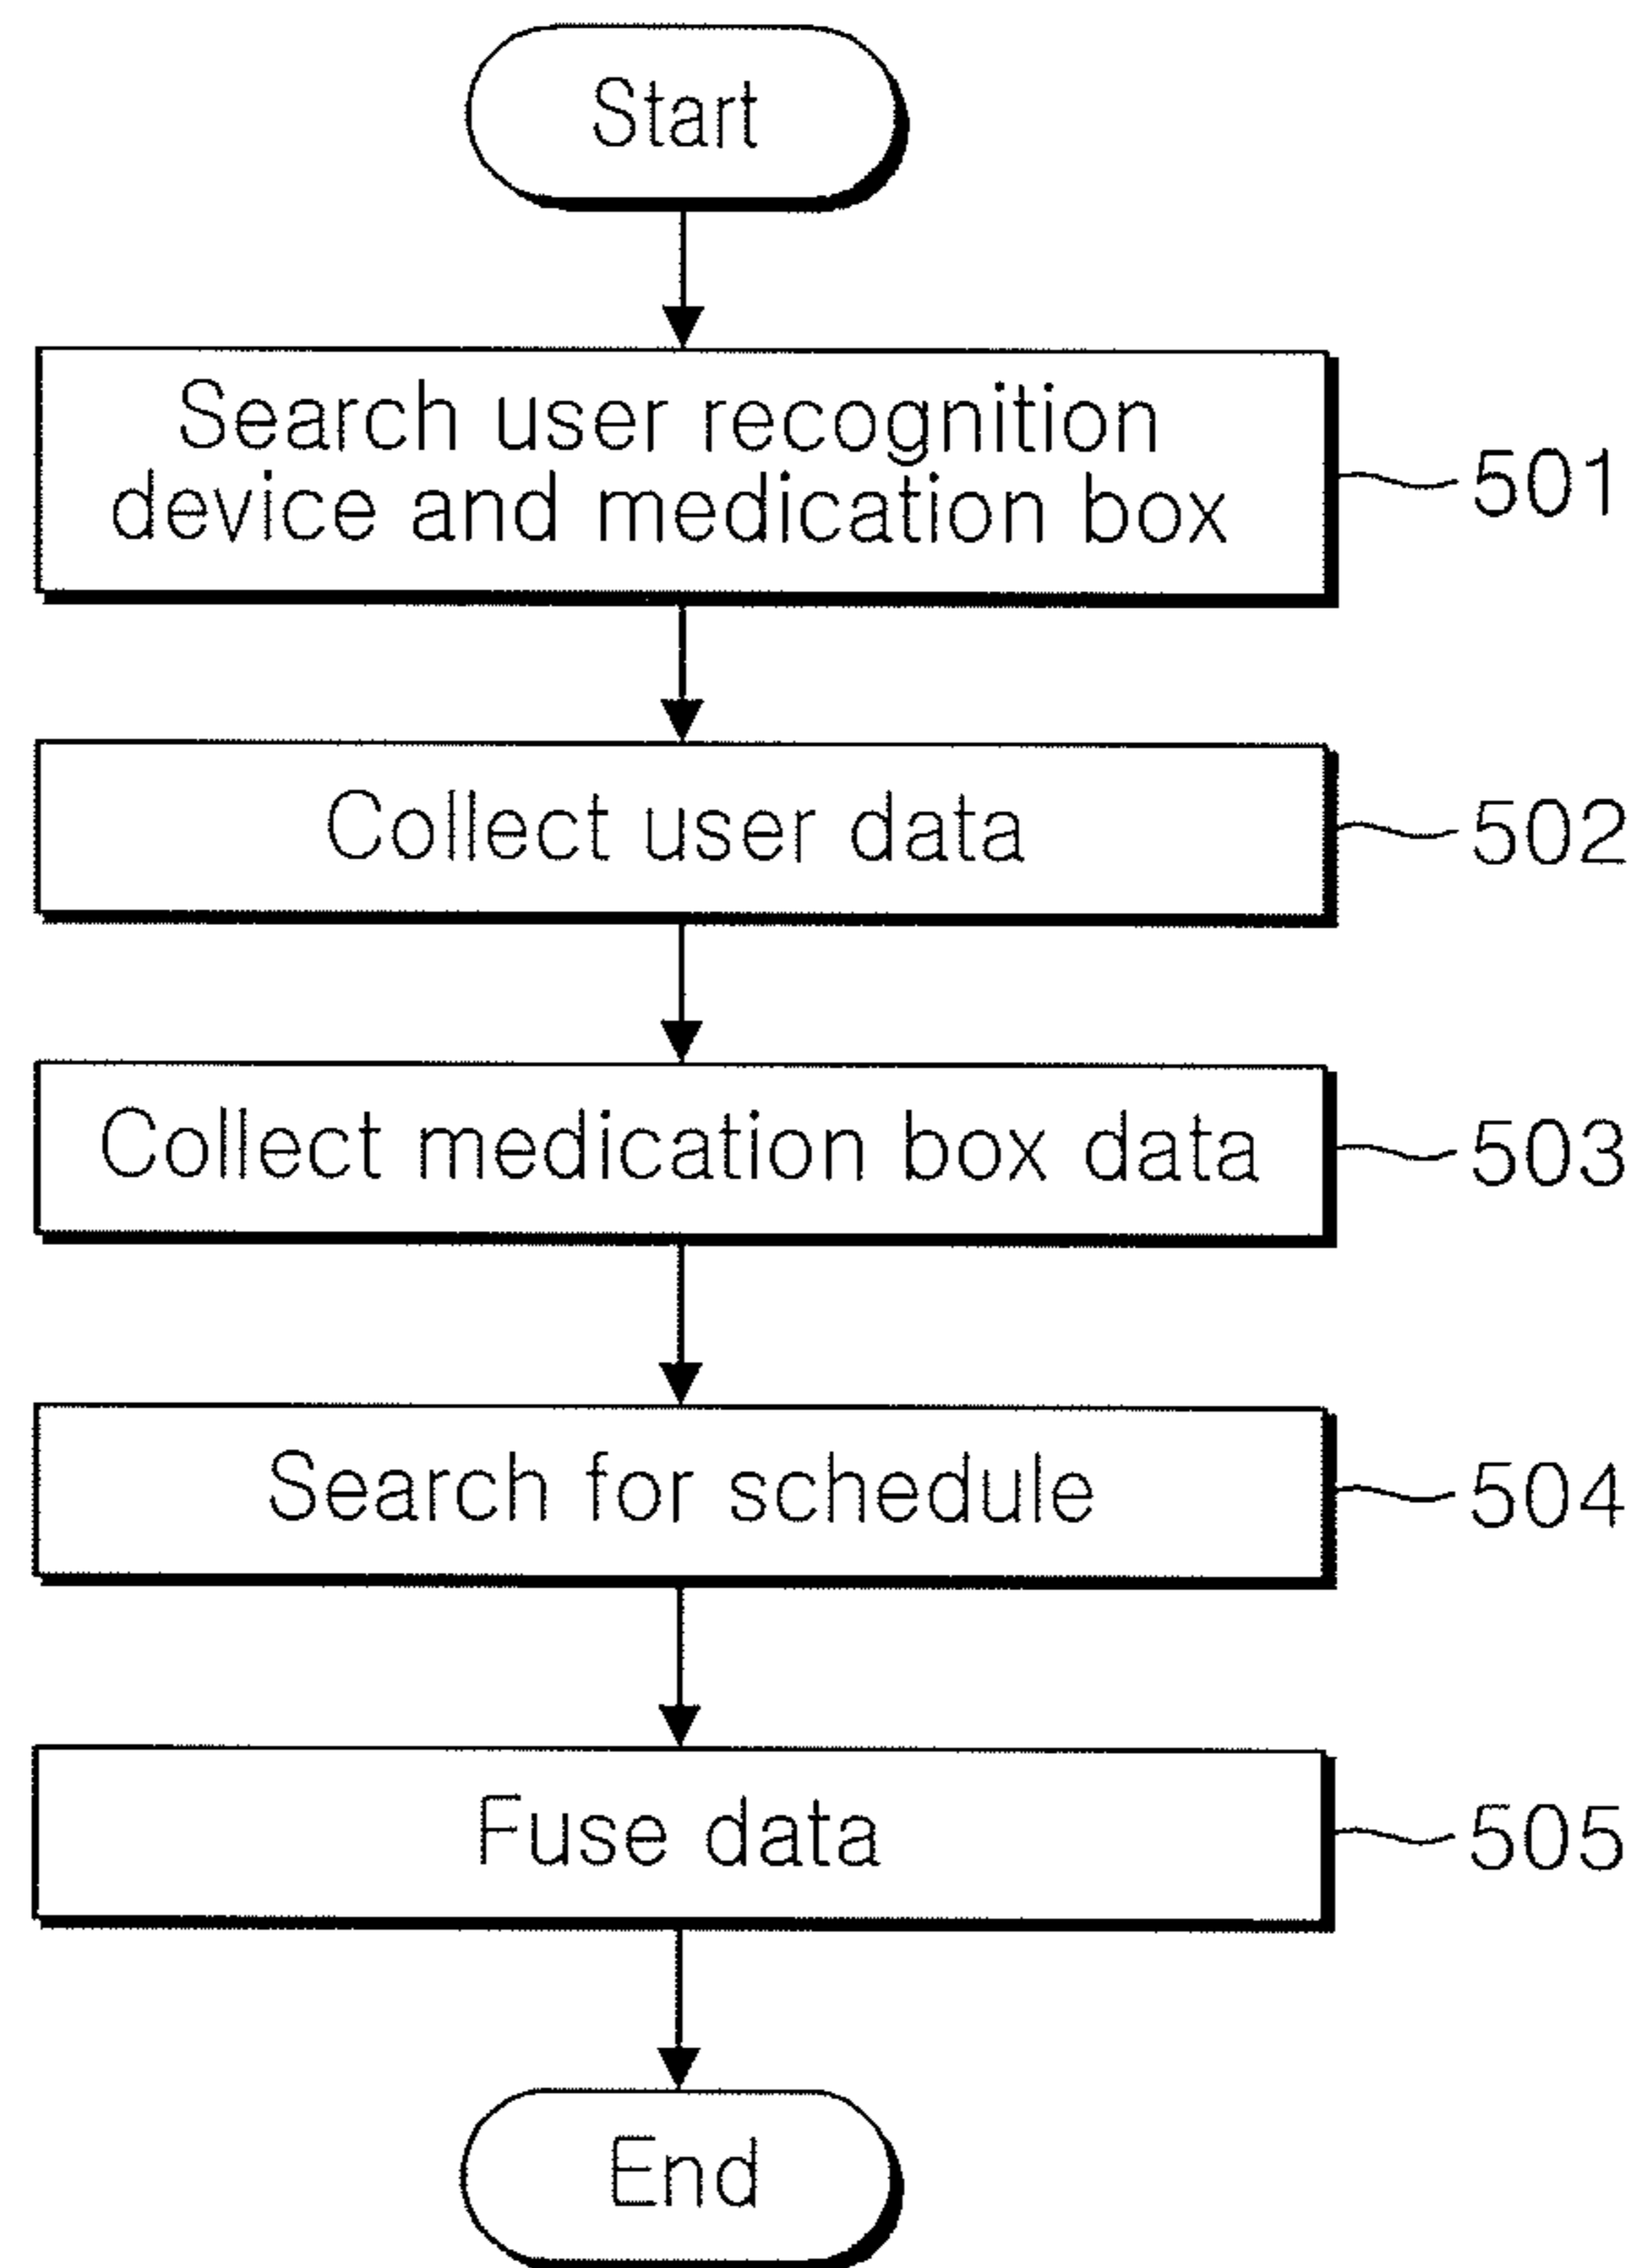 Start
Search user recognition
device and medication box
501
Collect user data
502
Collect medication box data
503
Search for schedule
504
Fuse data
505
End